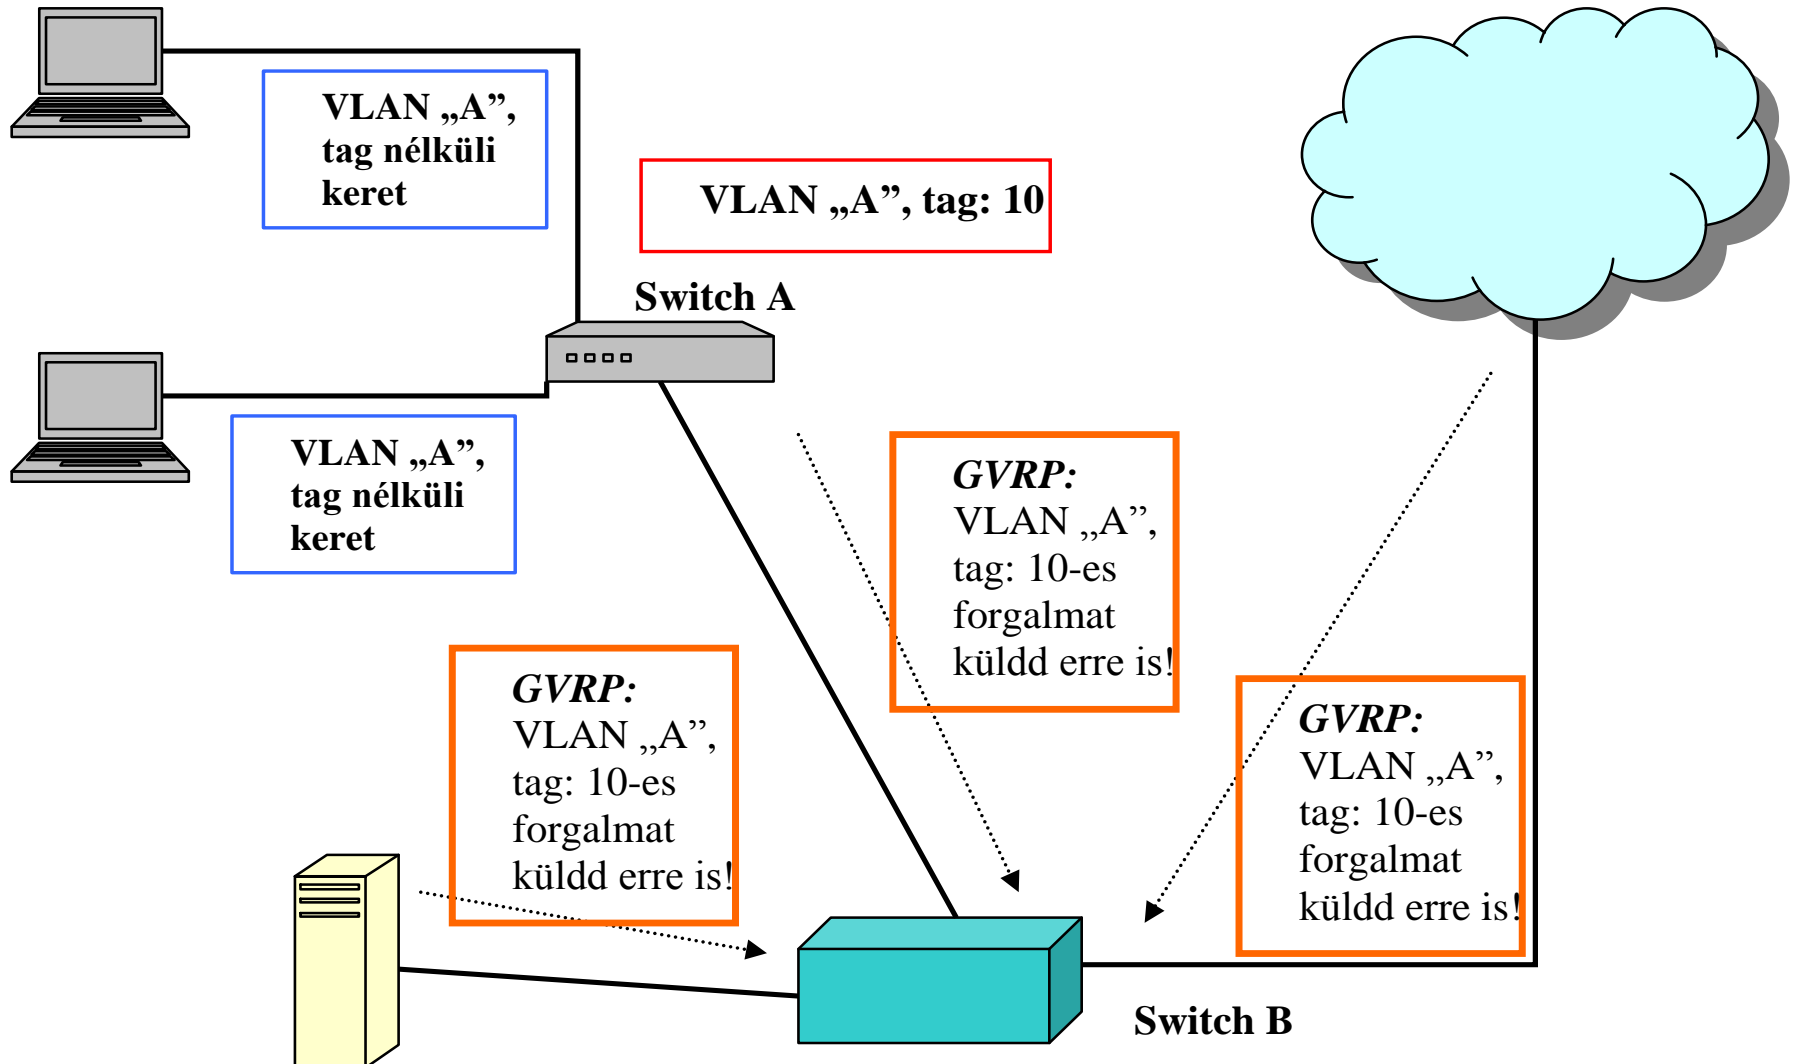 VLAN „A”,
tag nélküli
keret
VLAN „A”, tag: 10
Switch A
VLAN „A”,
tag nélküli
keret
GVRP:
VLAN „A”,
tag: 10-es
forgalmat
küldd erre is!
GVRP:
VLAN „A”,
tag: 10-es
forgalmat
küldd erre is!
GVRP:
VLAN „A”,
tag: 10-es
forgalmat
küldd erre is!
Switch B